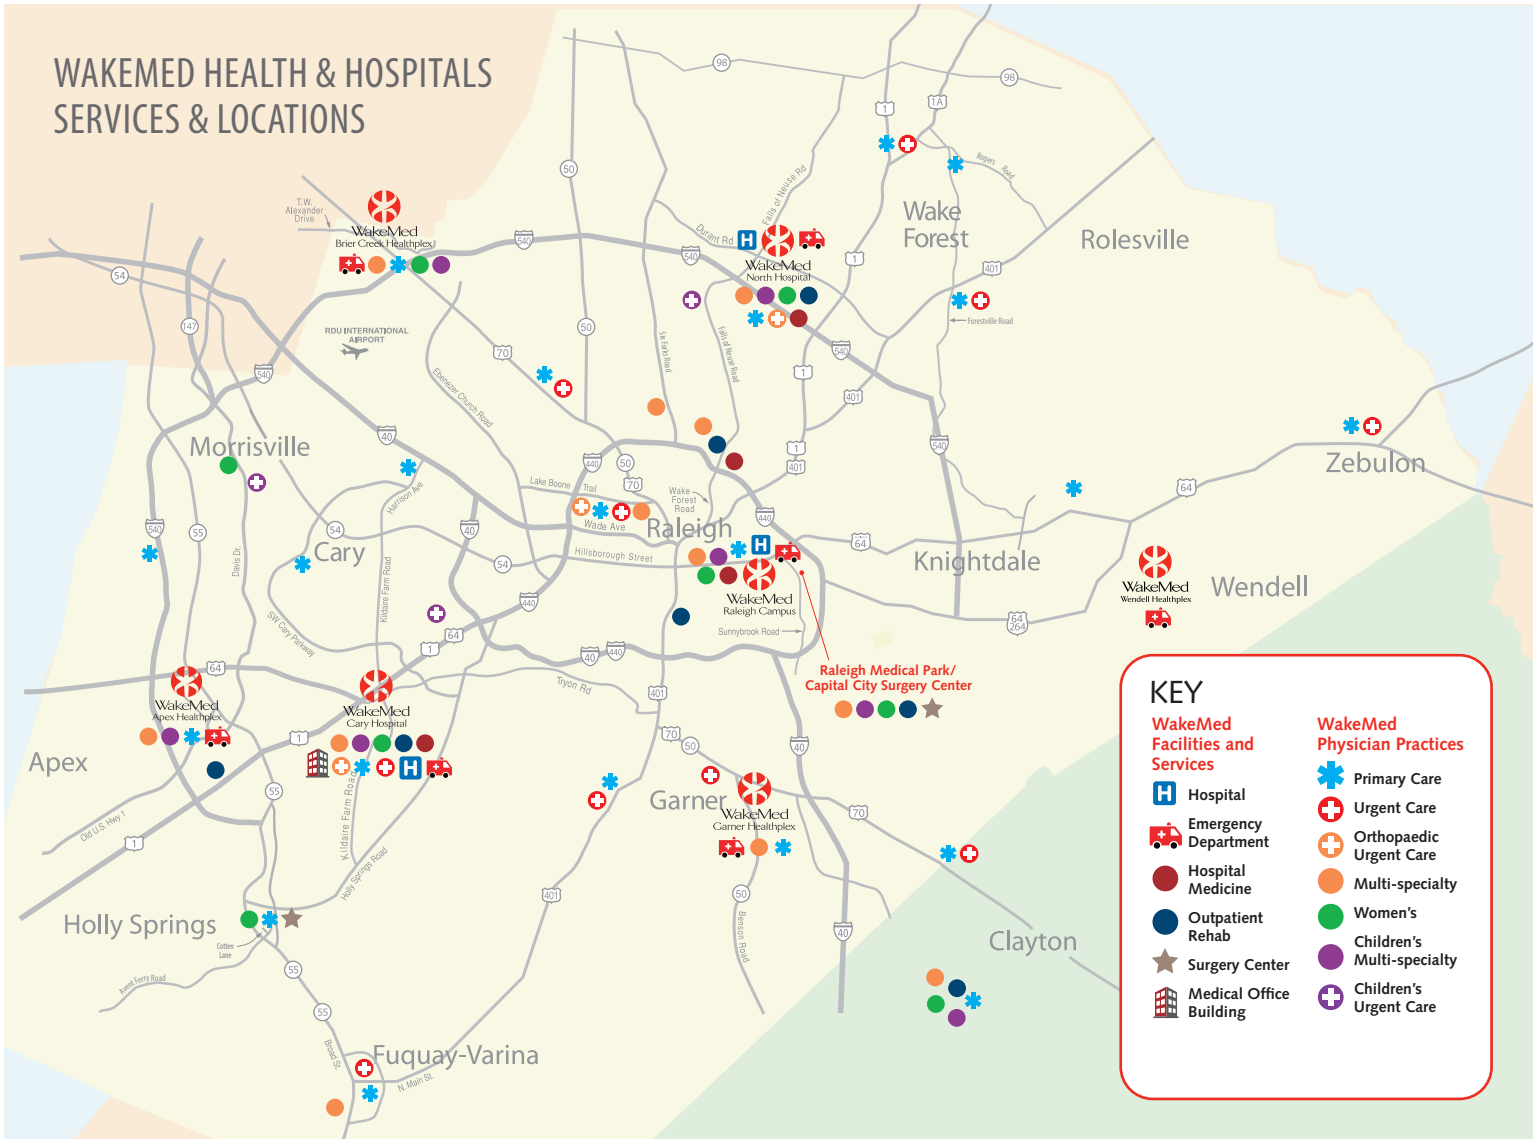 WAKEMED HEALTH & HOSPITALS
SERVICES & LOCATIONS
98
98
1
1A
50
Rogers Road
T.W.
Alexander
Drive
WakeMed
Brier Creek Healthplex
540
Falls of Neuse Rd
Durant Rd
540
H
WakeMed
North Hospital
Wake
Forest
Rolesville
1
401
54
147
RDU INTERNATIONAL
AIRPORT
50
Forestville Road
540
70
Six Forks Road
Falls of Neuse Road
540
1
401
Ebenezer Church Road
Morrisville
40
440
50
70
1
401
540
Zebulon
64
Harrison Ave
Lake Boone Trail
Wake
Forest
Road
Wade Ave
Raleigh
440
540
55
54
Cary
40
54
Hillsborough Street
H
64
Knightdale
Davis Dr.
Kildaire Farm Road
WakeMed
Raleigh Campus
WakeMed
Wendell Healthplex
Wendell
440
SW Cary Parkway
1
64
Sunnybrook Road
64
264
40
440
64
Tryon Rd
401
Raleigh Medical Park/
Capital City Surgery Center
WakeMed
Apex Healthplex
WakeMed
Cary Hospital
1
70
50
40
Apex
H
Kildaire Farm Road
55
Garner
WakeMed
Garner Healthplex
70
Old U.S. Hwy 1
1
Holly Springs Road
401
50
Benson Road
40
Holly Springs
Cotten
Lane
Avent Ferry Road
55
55
Clayton
Broad St.
Fuquay-Varina
N. Main St.
KEY
WakeMed
Facilities and
Services
H Hospital
Emergency
Department
Hospital
Medicine
Outpatient
Rehab
Surgery Center
Medical Office
Building
WakeMed
Physician Practices
Primary Care
Urgent Care
Orthopaedic
Urgent Care
Multi-specialty
Women's
Children's
Multi-specialty
Children's
Urgent Care